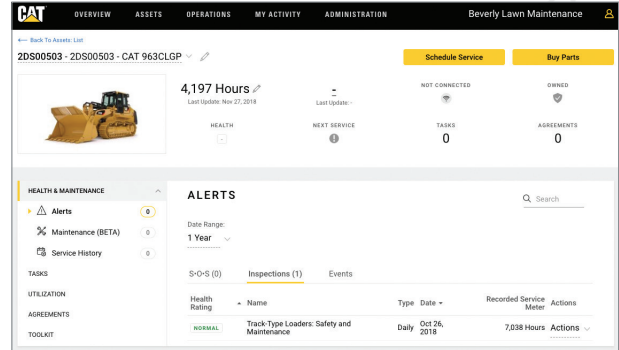 CAT OVERVIEW ASSETS OPERATIONS MY ACTIVITY ADMINISTRATION Beverly Lawn Maintenance
Back To Assets: List
2DS00503 - 2DS00503 - CAT 963CLGP
Schedule Service Buy Parts
4,197 Hours - NOT CONNECTED OWNED
Last Update: Nov 27, 2018 Last Update: -
HEALTH NEXT SERVICE TASKS AGREEMENTS
- 0 0
HEALTH & MAINTENANCE
Alerts 0
Maintenance (BETA) 0
Service History 0
TASKS
UTILIZATION
AGREEMENTS
TOOLKIT
ALERTS
Search
Date Range:
1 Year
S•O•S (0) Inspections (1) Events
Health Rating Name Type Date Recorded Service Meter Actions
NORMAL Track-Type Loaders: Safety and Maintenance Daily Oct 26, 2018 7,038 Hours Actions